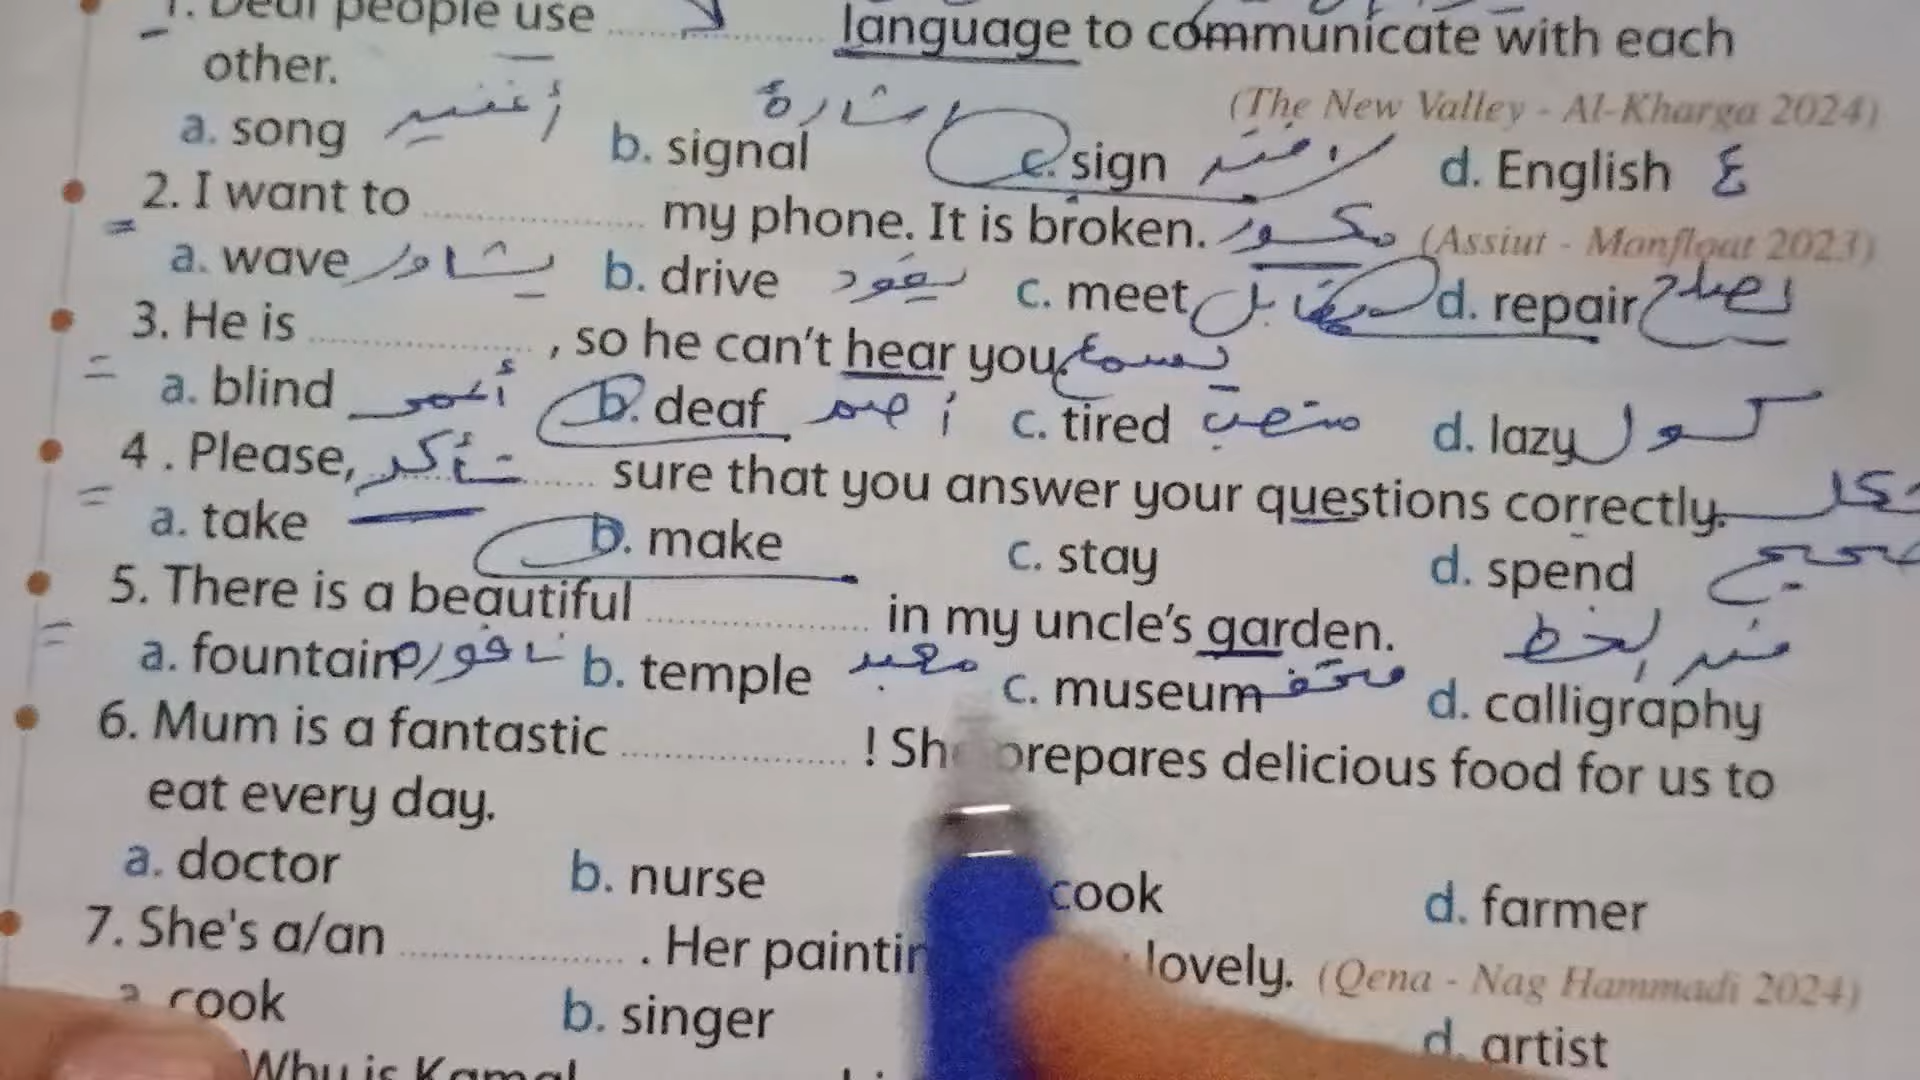 1. Deaf people use ............ language to communicate with each
other. (The New Valley - Al-Kharga 2024)
a. song b. signal إشارة c. sign لافتة d. English ع
2. I want to ............ my phone. It is broken. مكسور (Assiut - Manfloat 2023)
a. wave b. drive يقود c. meet يقابل d. repair يصلح
3. He is ............ , so he can't hear you. يسمع
a. blind أعمى b. deaf أصم c. tired متعب d. lazy كسول
4 . Please, ............ sure that you answer your questions correctly.
a. take b. make c. stay d. spend
5. There is a beautiful ............ in my uncle's garden.
a. fountain نافورة b. temple معبد c. museum متحف d. calligraphy
6. Mum is a fantastic ............ ! She prepares delicious food for us to
eat every day.
a. doctor b. nurse cook d. farmer
7. She's a/an ............ . Her lovely. (Qena - Nag Hammadi 2024)
cook b. singer d. artist
Why is Kamal